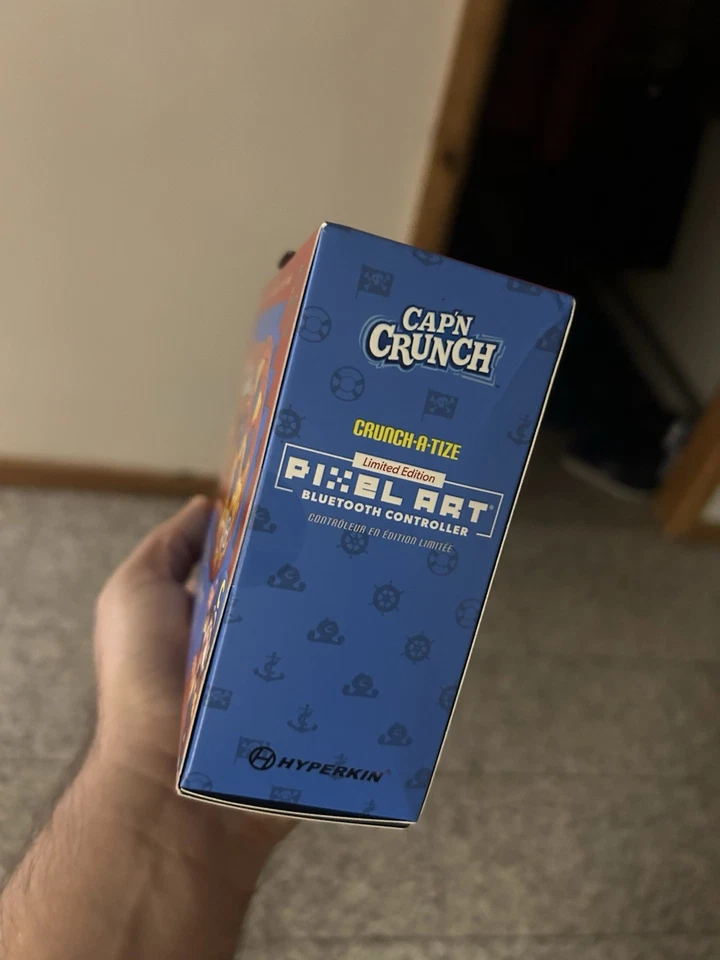 CAP'N
CRUNCH
CRUNCH-A-TIZE
Limited Edition
PIXEL ART®
BLUETOOTH CONTROLLER
CONTRÔLEUR EN ÉDITION LIMITÉE
HYPERKIN®